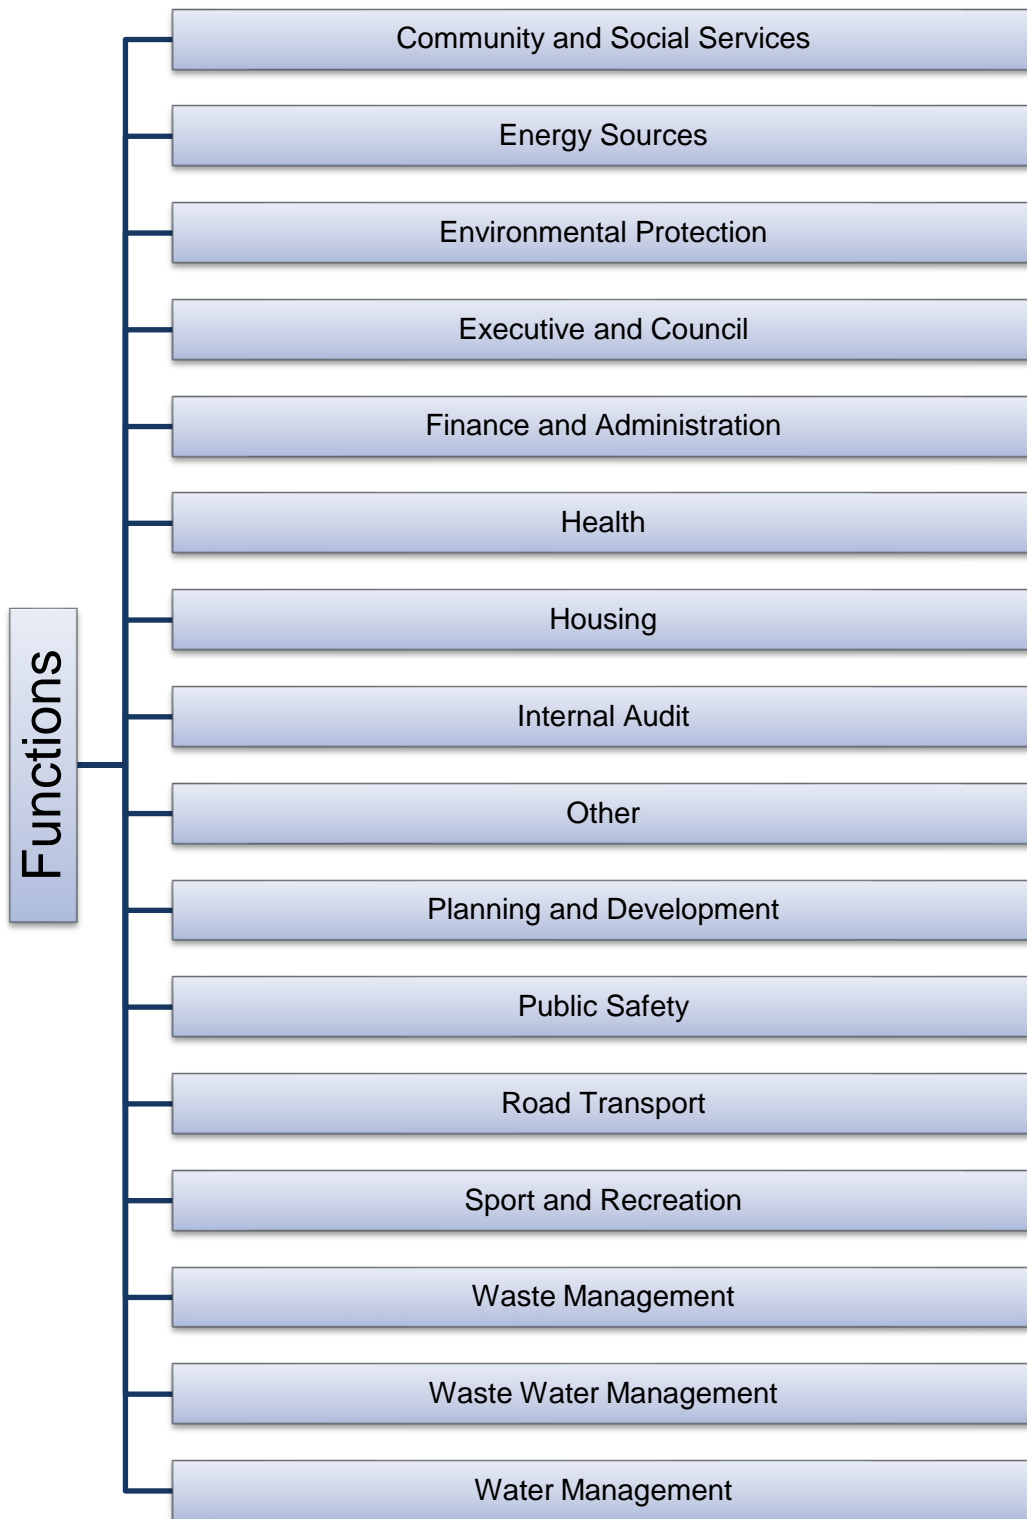 Functions
Community and Social Services
Energy Sources
Environmental Protection
Executive and Council
Finance and Administration
Health
Housing
Internal Audit
Other
Planning and Development
Public Safety
Road Transport
Sport and Recreation
Waste Management
Waste Water Management
Water Management